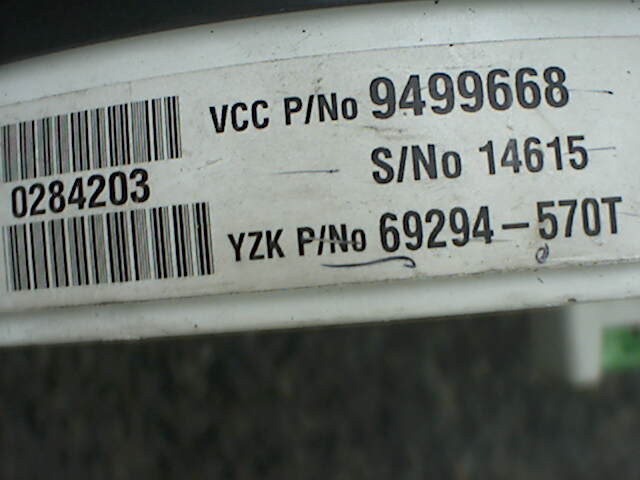 VCC P/No 9499668
S/No 14615
0284203
YZK P/No 69294-570T